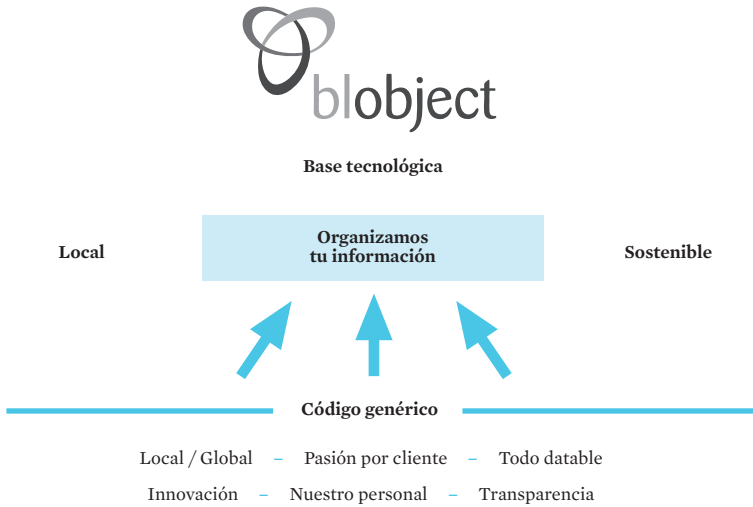 blobject
Base tecnológica
Local
Organizamos
tu información
Sostenible
Código genérico
Local / Global – Pasión por cliente – Todo datable
Innovación – Nuestro personal – Transparencia